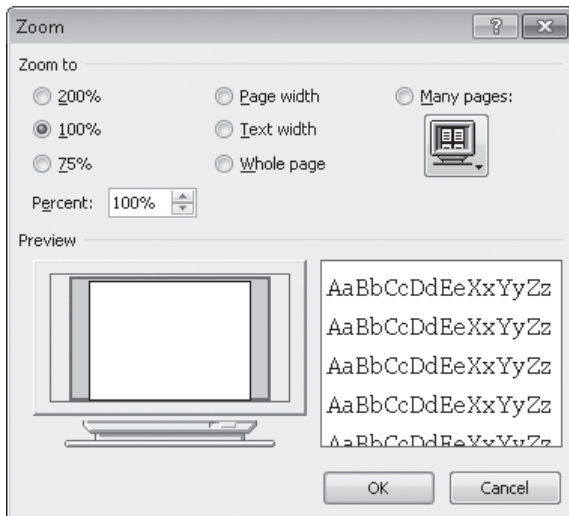 Zoom
Zoom to
200% Page width Many pages:
100% Text width
75% Whole page
Percent: 100%
Preview
AaBbCcDdEeXxYyZz
AaBbCcDdEeXxYyZz
AaBbCcDdEeXxYyZz
AaBbCcDdEeXxYyZz
AaBbCcDdEeXxYyZz
OK Cancel